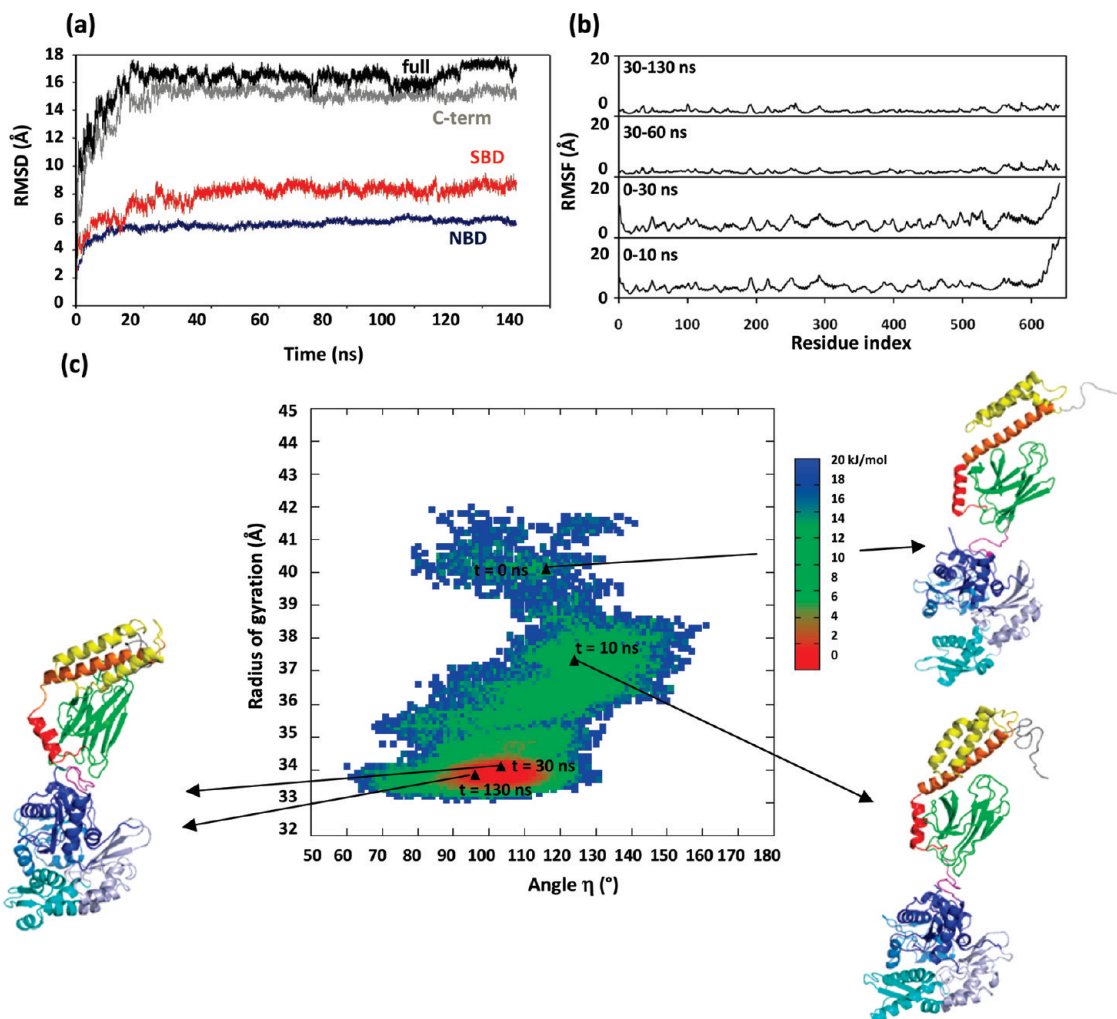 (a)
18
16
14
12
10
8
6
4
2
0
RMSD (Å)
full
C-term
SBD
NBD
0 20 40 60 80 100 120 140
Time (ns)
(b)
20
30-130 ns
0
20
30-60 ns
0
20
0-30 ns
0
20
0-10 ns
0
RMSF (Å)
0 100 200 300 400 500 600
Residue index
(c)
45
44
43
42
41
40
39
38
37
36
35
34
33
32
Radius of gyration (Å)
t = 0 ns
t = 10 ns
t = 30 ns
t = 130 ns
50 60 70 80 90 100 110 120 130 140 150 160 170 180
Angle η (°)
20 kJ/mol
18
16
14
12
10
8
6
4
2
0